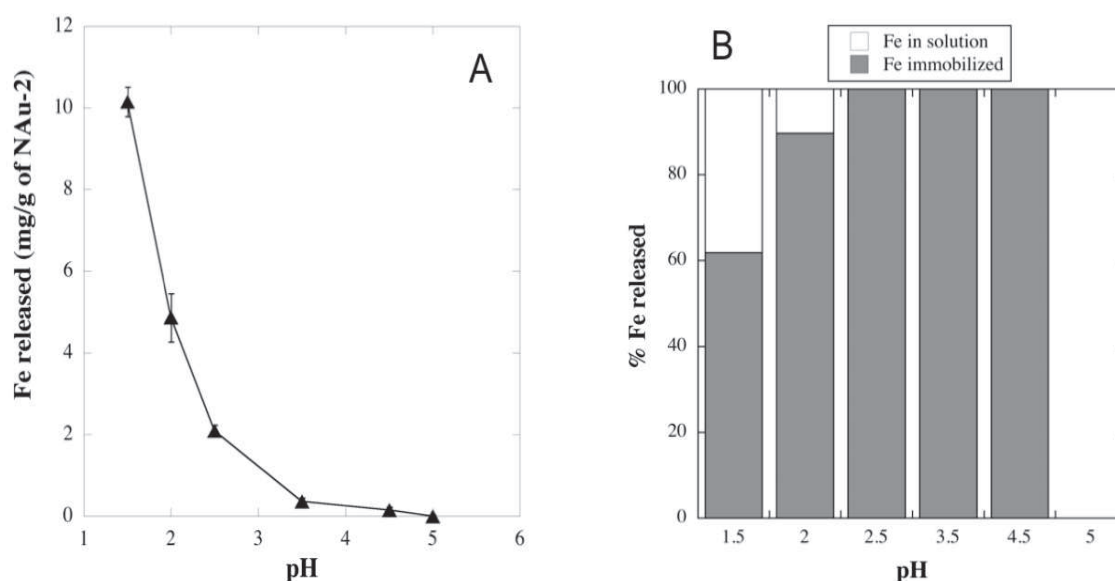 A
Fe released (mg/g of NAu-2)
12
10
8
6
4
2
0
1 2 3 4 5 6
pH
B
Fe in solution
Fe immobilized
% Fe released
100
80
60
40
20
0
1.5 2 2.5 3.5 4.5 5
pH